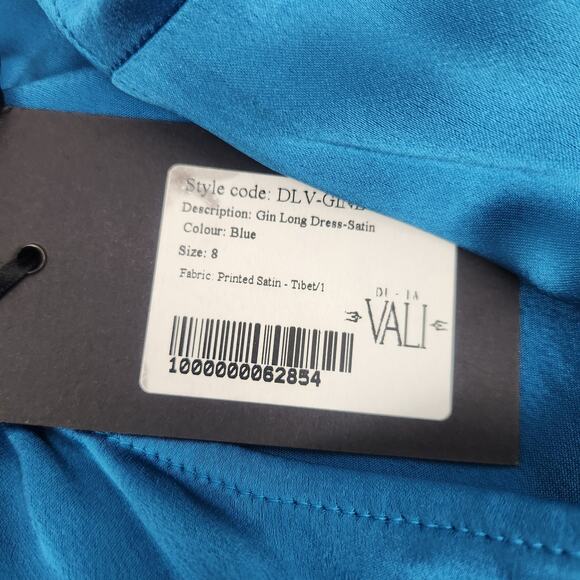 Style code: DLV-GINL
Description: Gin Long Dress-Satin
Colour: Blue
Size: 8
Fabric: Printed Satin - Tibet/1
DE - LA
VALI
1000000062854